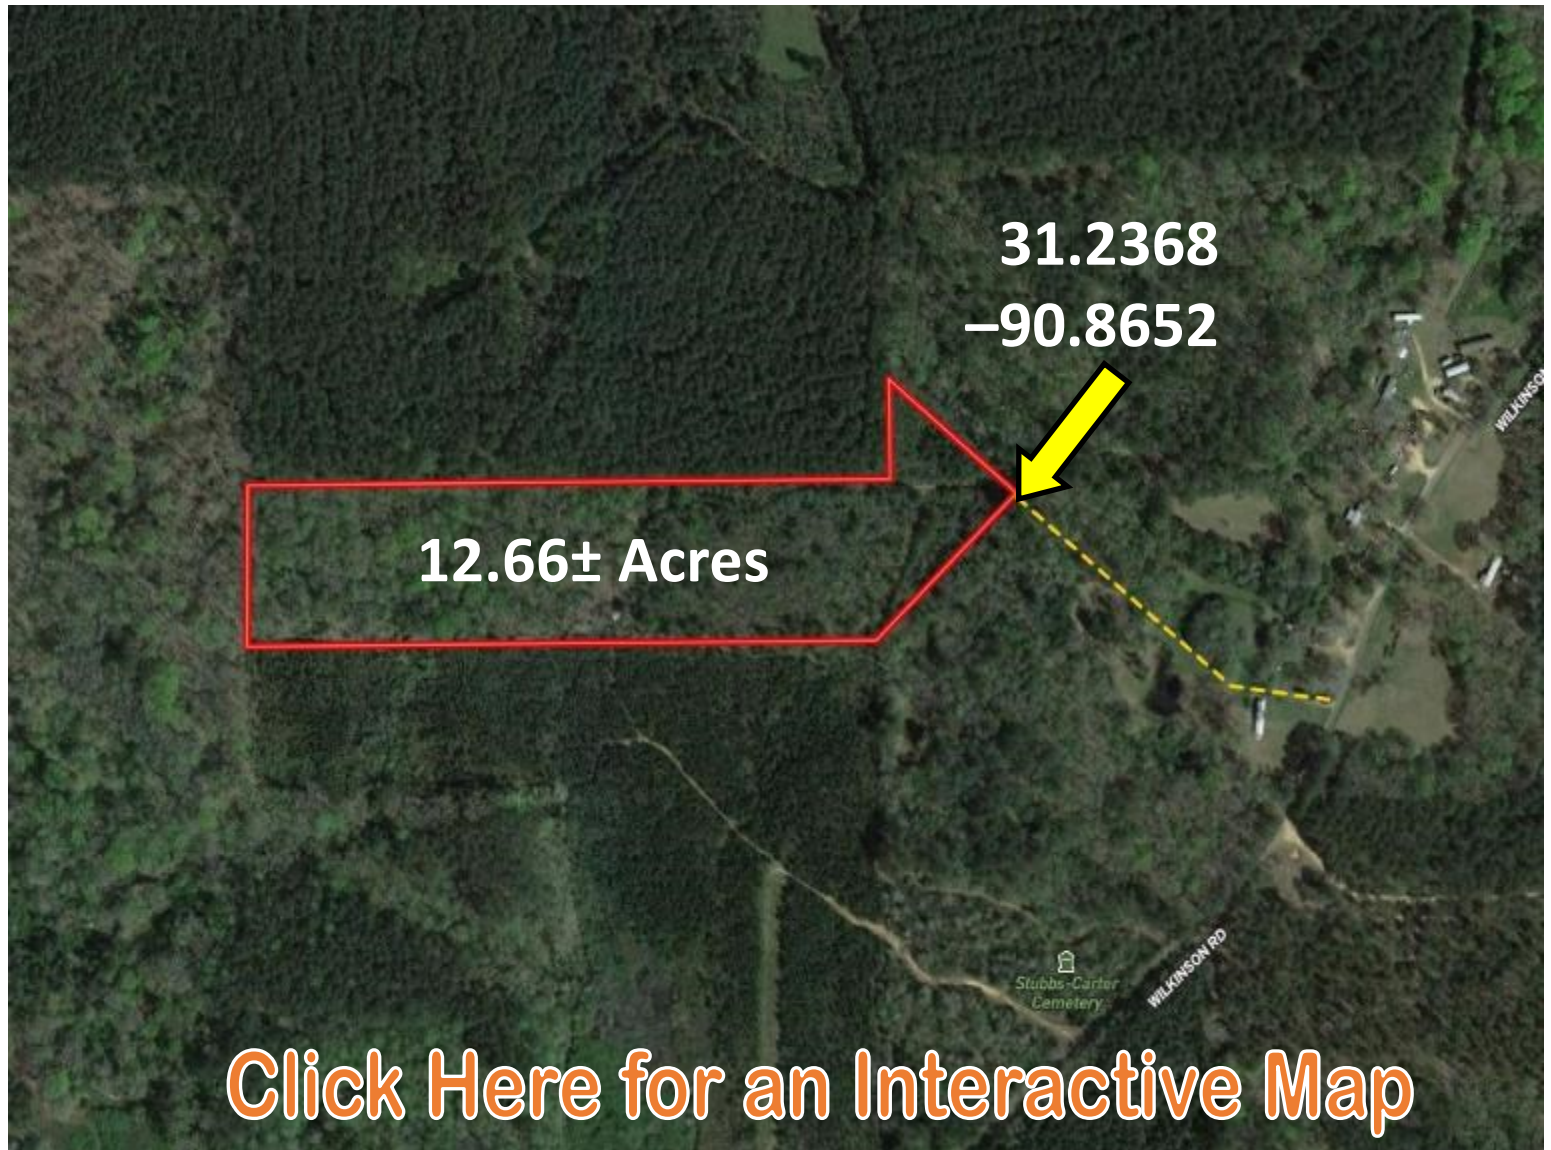 31.2368
–90.8652
WILKINSON
12.66± Acres
WILKINSON RD
Stubbs-Carter
Cemetery
Click Here for an Interactive Map